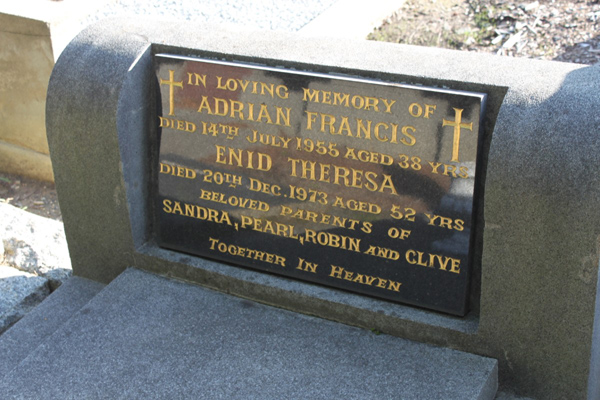 IN LOVING MEMORY OF
ADRIAN FRANCIS
DIED 14TH JULY 1955 AGED 38 YRS
ENID THERESA
DIED 20TH DEC. 1973 AGED 52 YRS
BELOVED PARENTS OF
SANDRA, PEARL, ROBIN AND CLIVE
TOGETHER IN HEAVEN